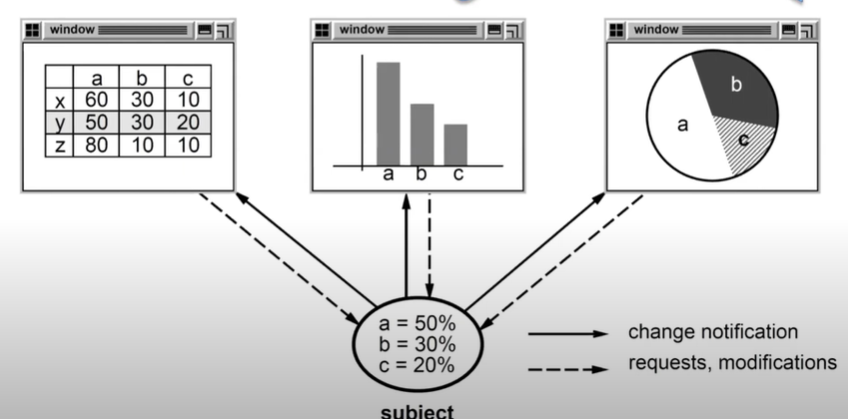 window
a b c
x 60 30 10
y 50 30 20
z 80 10 10
window
a b c
window
a
b
c
a = 50%
b = 30%
c = 20%
subject
change notification
requests, modifications